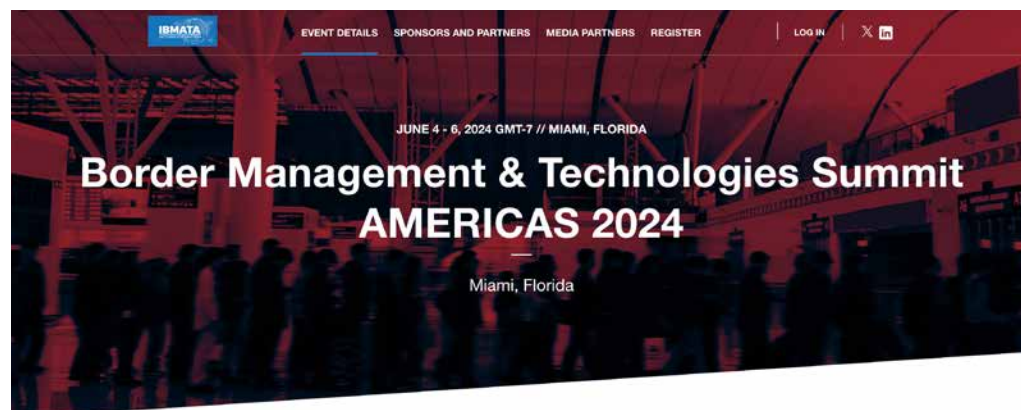 IBMATA
EVENT DETAILS SPONSORS AND PARTNERS MEDIA PARTNERS REGISTER
LOG IN
JUNE 4 - 6, 2024 GMT-7 // MIAMI, FLORIDA
Border Management & Technologies Summit
AMERICAS 2024
Miami, Florida